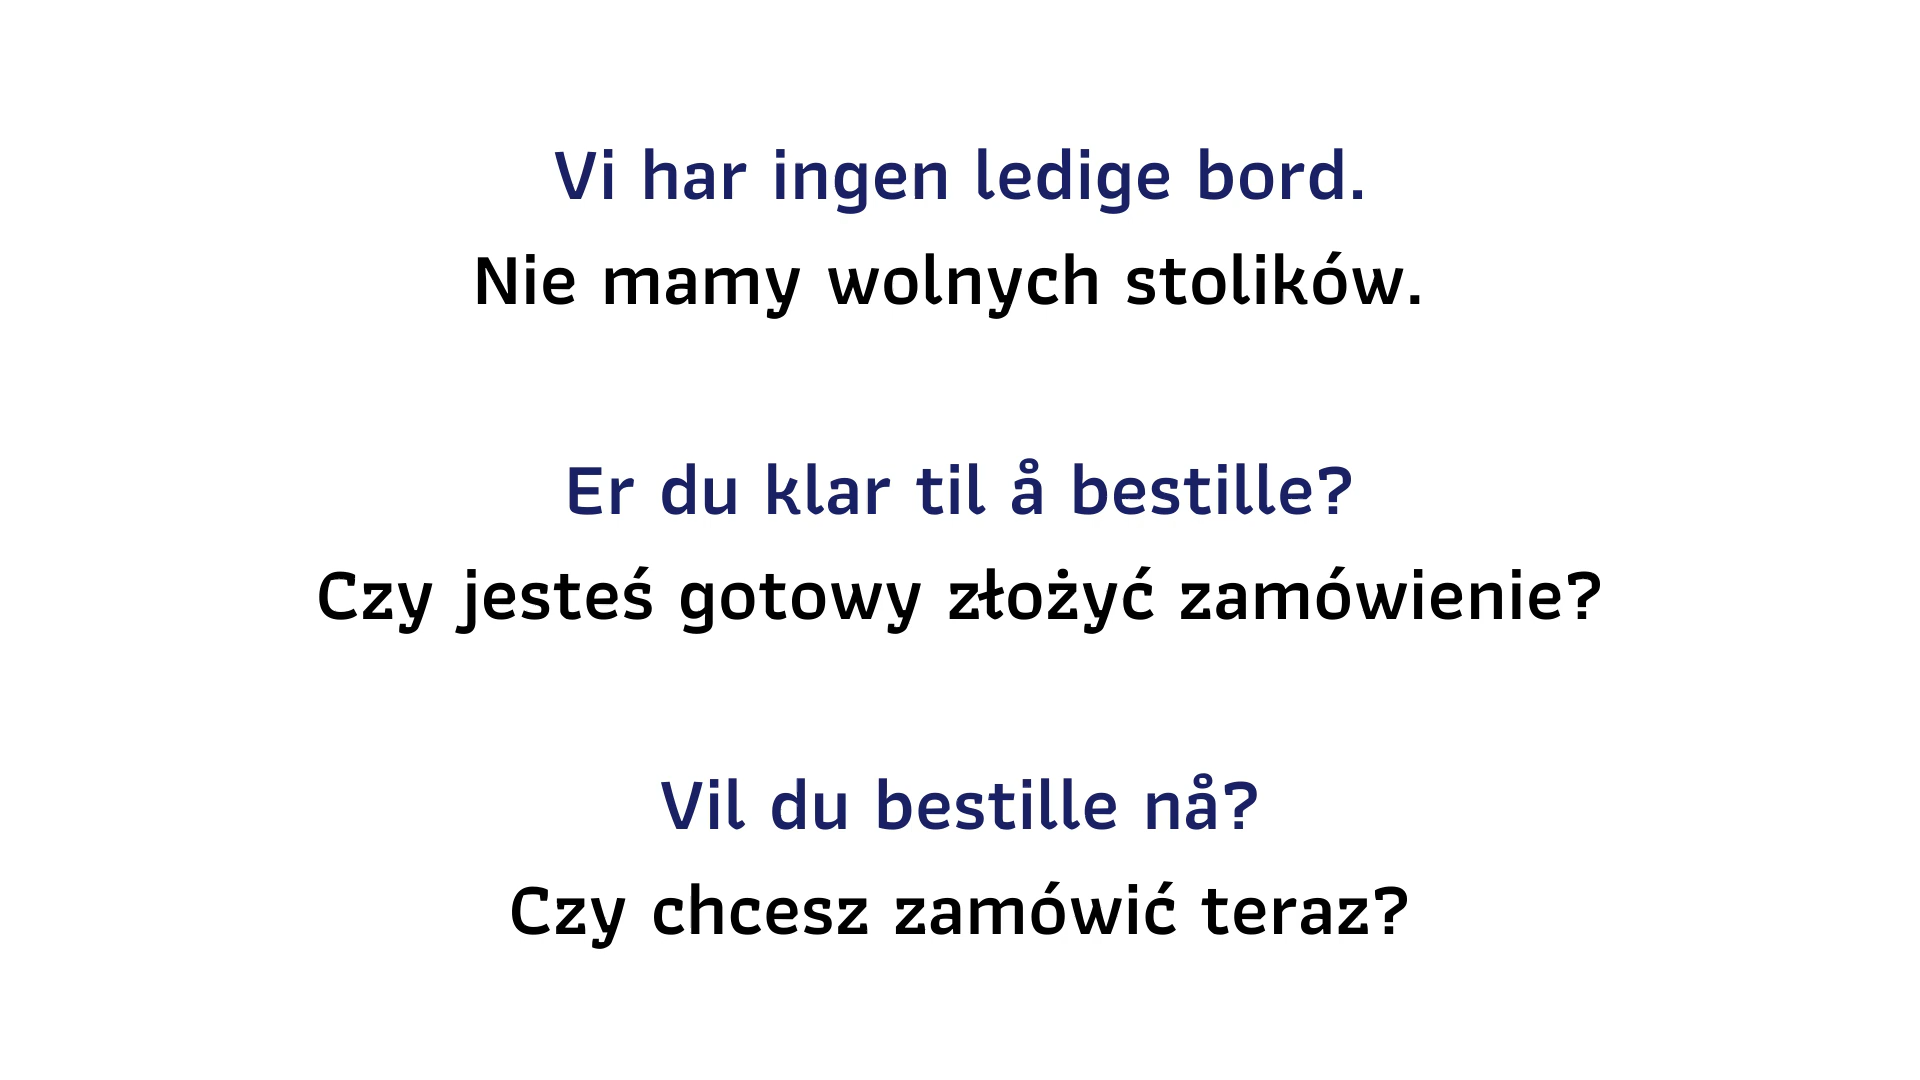 Vi har ingen ledige bord.
Nie mamy wolnych stolików.
Er du klar til å bestille?
Czy jesteś gotowy złożyć zamówienie?
Vil du bestille nå?
Czy chcesz zamówić teraz?